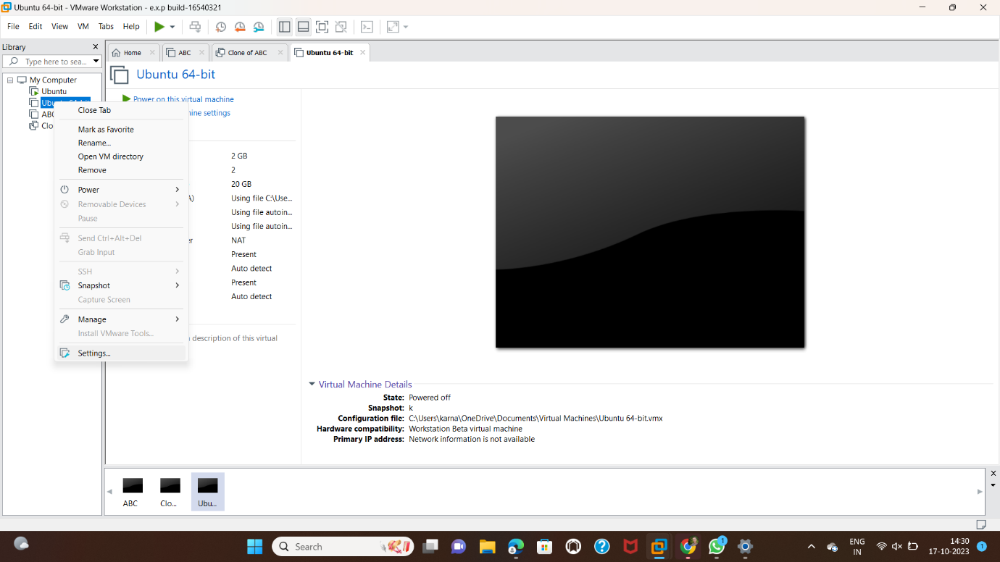 Ubuntu 64-bit - VMware Workstation - e.x.p build-16540321
File Edit View VM Tabs Help
Library
Type here to sea...
Home ABC Clone of ABC Ubuntu 64-bit
My Computer
Ubuntu
ABC
Clo
Close Tab
Mark as Favorite
Rename...
Open VM directory
Remove
Power
Removable Devices
Pause
Send Ctrl+Alt+Del
Grab Input
SSH
Snapshot
Capture Screen
Manage
Install VMware Tools...
Settings...
Ubuntu 64-bit
Power on this virtual machine
settings
2 GB
2
20 GB
Using file C:\Use...
Using file autoin...
Using file autoin...
NAT
Present
Auto detect
Present
Auto detect
description of this virtual
Virtual Machine Details
State: Powered off
Snapshot: k
Configuration file: C:\Users\karna\OneDrive\Documents\Virtual Machines\Ubuntu 64-bit.vmx
Hardware compatibility: Workstation Beta virtual machine
Primary IP address: Network information is not available
ABC Clo... Ubu...
Search
1
ENG
IN
14:30
17-10-2023
1